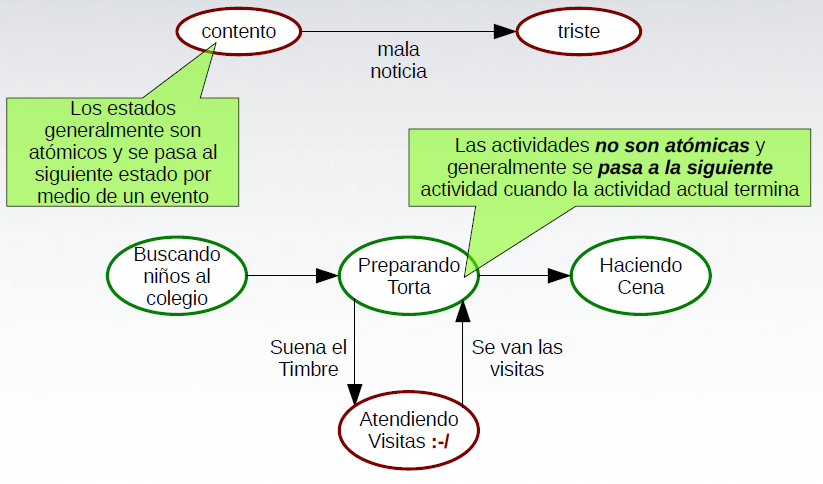 contento
triste
mala
noticia
Los estados
generalmente son
atómicos y se pasa al
siguiente estado por
medio de un evento
Las actividades no son atómicas y
generalmente se pasa a la siguiente
actividad cuando la actividad actual termina
Buscando
niños al
colegio
Preparando
Torta
Haciendo
Cena
Suena el
Timbre
Se van las
visitas
Atendiendo
Visitas :-/